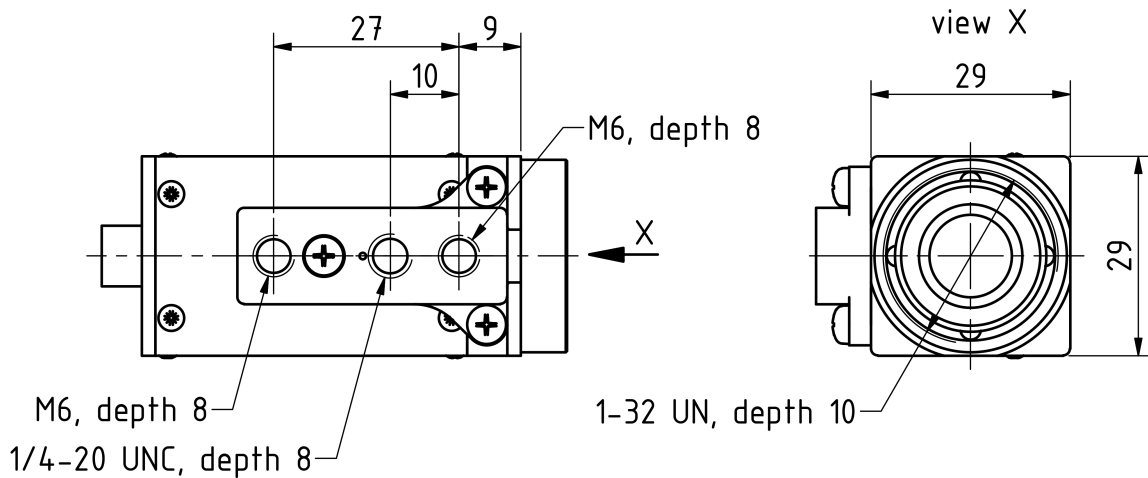 27
9
view X
10
29
M6, depth 8
X
29
M6, depth 8
1-32 UN, depth 10
1/4-20 UNC, depth 8